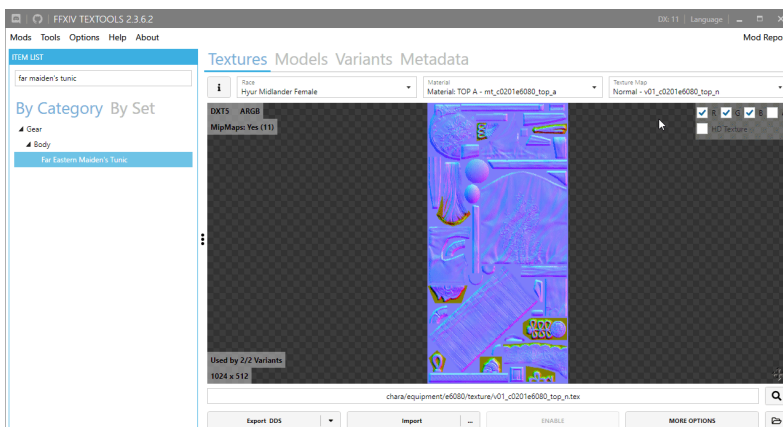 FFXIV TEXTOOLS 2.3.6.2
DX: 11 | Language
Mods Tools Options Help About
Mod Repo
ITEM LIST
far maiden's tunic
By Category By Set
Gear
Body
Far Eastern Maiden's Tunic
Textures Models Variants Metadata
i
Race
Hyur Midlander Female
Material
Material: TOP A - mt_c0201e6080_top_a
Texture Map
Normal - v01_c0201e6080_top_n
DXT5 ARGB
R G B
MipMaps: Yes (11)
HD Texture
Used by 2/2 Variants
1024 x 512
chara/equipment/e6080/texture/v01_c0201e6080_top_n.tex
Export DDS
Import
...
ENABLE
MORE OPTIONS